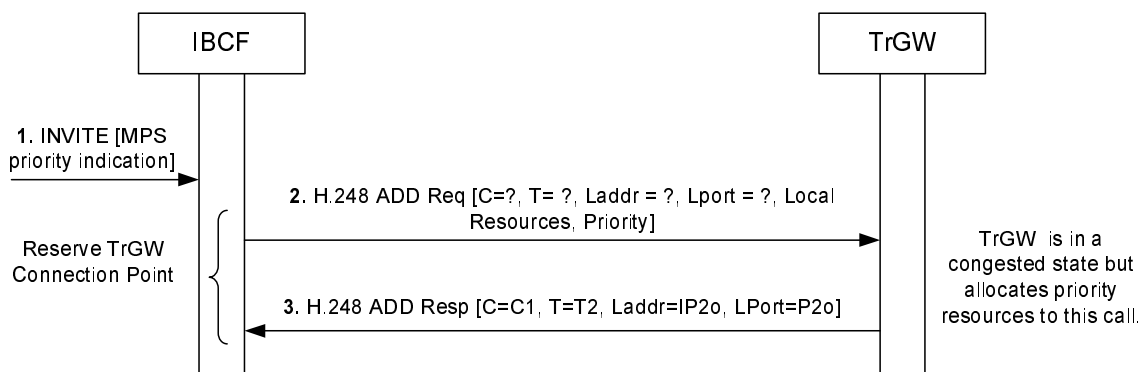 IBCF
TrGW
1. INVITE [MPS
priority indication]
2. H.248 ADD Req [C=?, T= ?, Laddr = ?, Lport = ?, Local
Resources, Priority]
Reserve TrGW
Connection Point
TrGW is in a
congested state but
allocates priority
resources to this call.
3. H.248 ADD Resp [C=C1, T=T2, Laddr=IP2o, LPort=P2o]